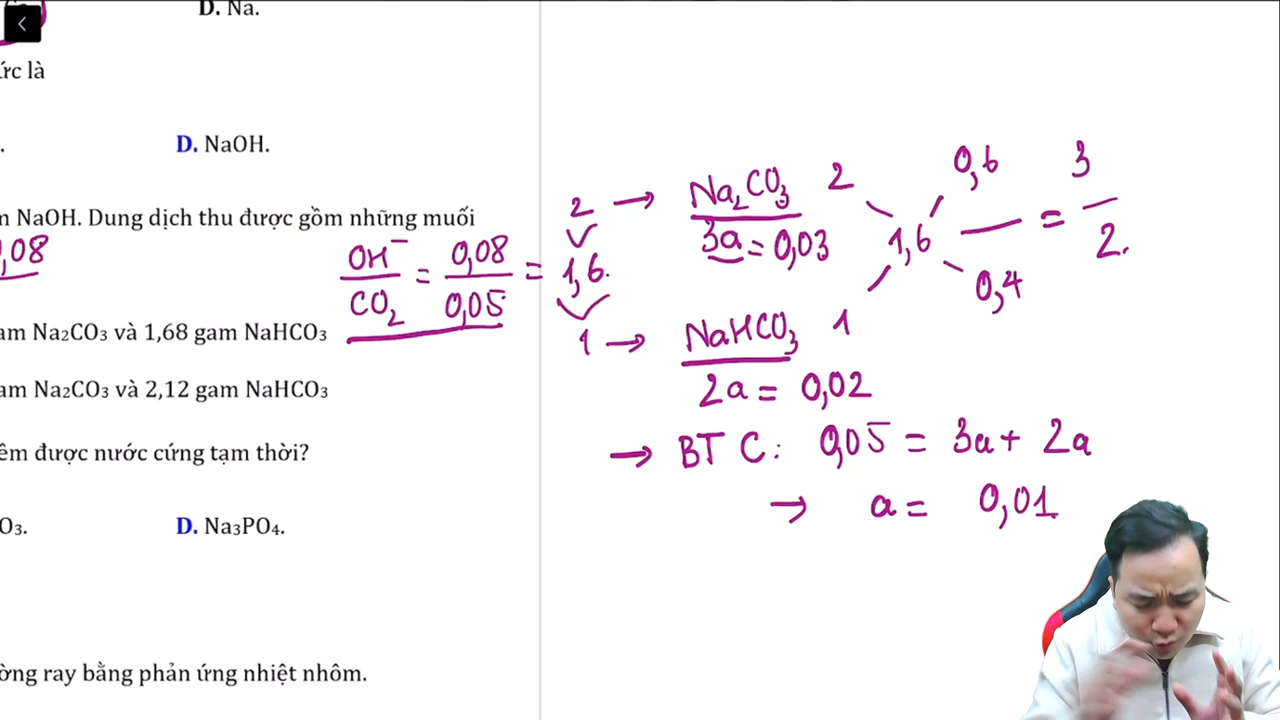 D. Na.
ức là
D. NaOH.
NaOH. Dung dịch thu được gồm những muối
,08
OH⁻ / CO₂ = 0,08 / 0,05 = 1,6.
2 → Na₂CO₃ 2
3a = 0,03
1 → NaHCO₃ 1
2a = 0,02
1,6
0,6 / 0,4 = 3 / 2.
am Na₂CO₃ và 1,68 gam NaHCO₃
am Na₂CO₃ và 2,12 gam NaHCO₃
→ BT C: 0,05 = 3a + 2a
→ a = 0,01
êm được nước cứng tạm thời?
O₃.
D. Na₃PO₄.
ờng ray bằng phản ứng nhiệt nhôm.